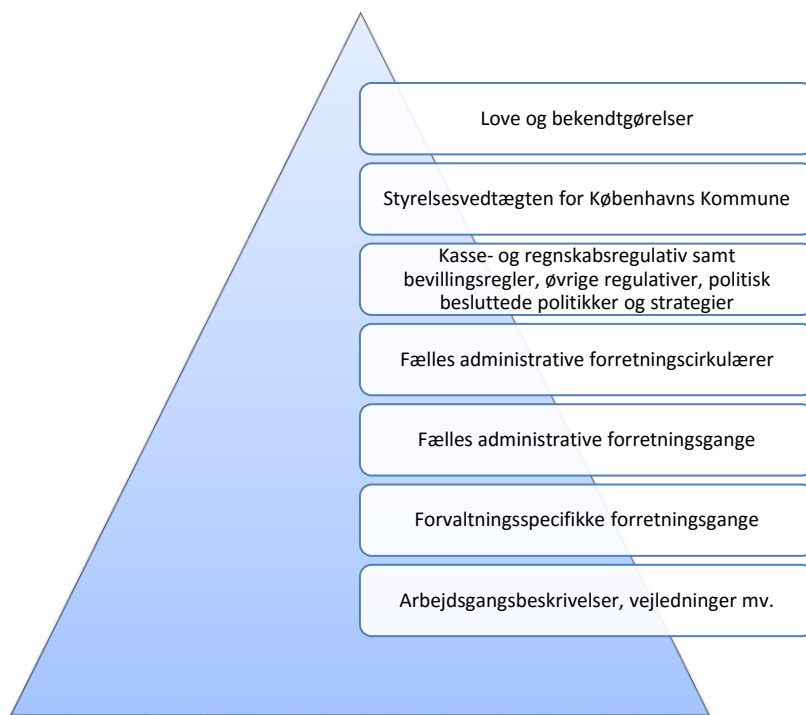 Love og bekendtgørelser
Styrelsesvedtægten for Københavns Kommune
Kasse- og regnskabsregulativ samt
bevillingsregler, øvrige regulativer, politisk
besluttede politikker og strategier
Fælles administrative forretningscirkulærer
Fælles administrative forretningsgange
Forvaltningsspecifikke forretningsgange
Arbejdsgangsbeskrivelser, vejledninger mv.